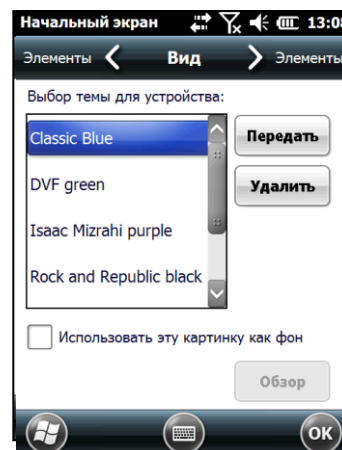 Начальный экран 13:08
Элементы Вид Элементы
Выбор темы для устройства:
Classic Blue
Передать
DVF green
Удалить
Isaac Mizrahi purple
Rock and Republic black
Использовать эту картинку как фон
Обзор
OK